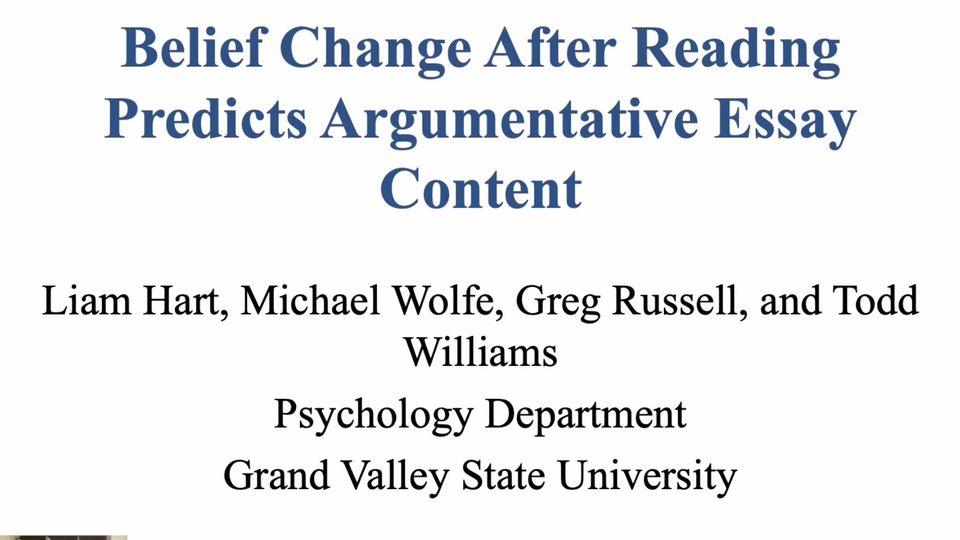 Belief Change After Reading
Predicts Argumentative Essay
Content
Liam Hart, Michael Wolfe, Greg Russell, and Todd
Williams
Psychology Department
Grand Valley State University